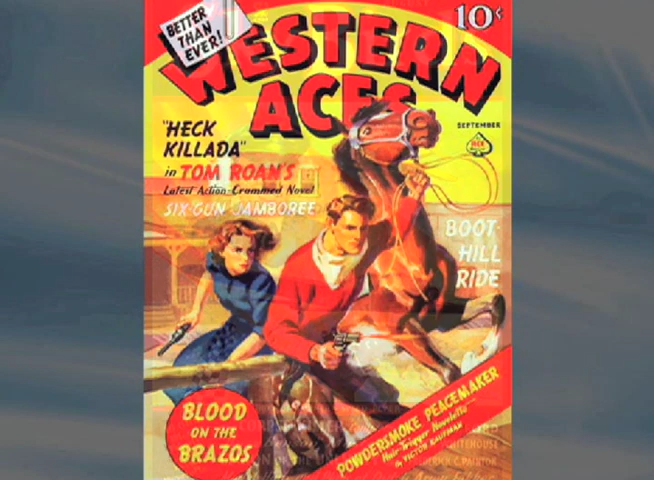 BETTER
THAN
EVER!
10¢
WESTERN
ACES
SEPTEMBER
"HECK
KILLADA"
in TOM ROAN'S
Latest Action-Crammed Novel
SIX-GUN JAMBOREE
BOOT-
HILL
RIDE
BLOOD
ON THE
BRAZOS
POWDERSMOKE PEACEMAKER
Hair-Trigger Novelette
By VICTOR KAUFMAN